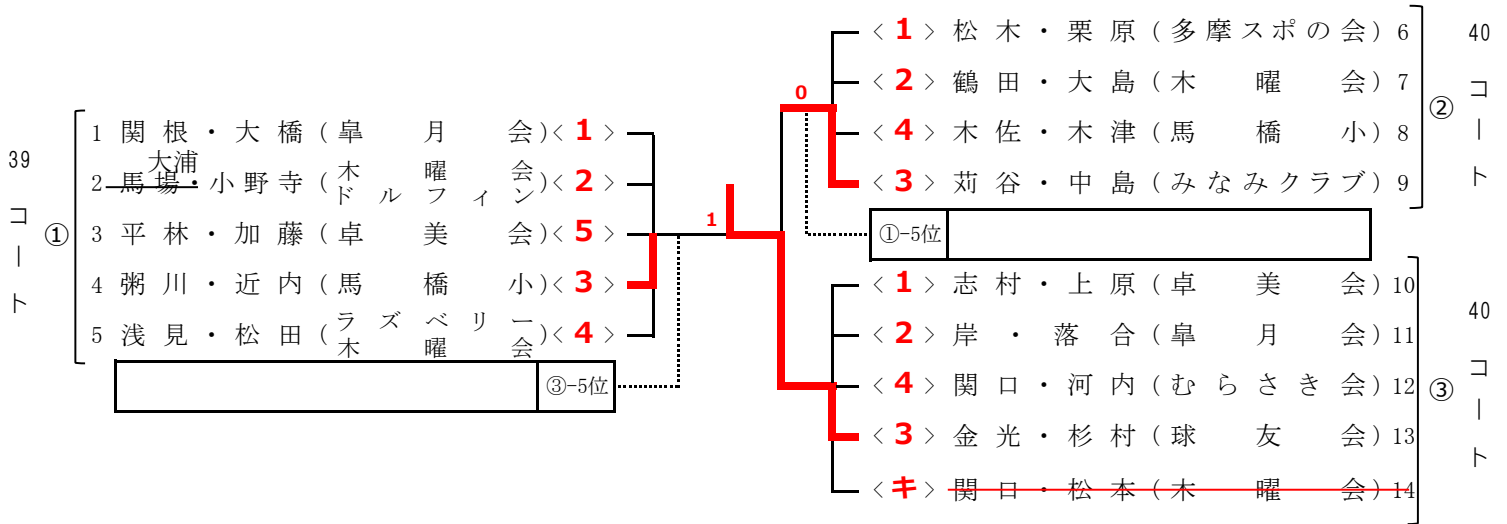 39コート
①
1 関根・大橋(皐月会)<1>
大浦
2 馬場・小野寺(木曜会 ドルフィン)<2>
3 平林・加藤(卓美会)<5>
4 粥川・近内(馬橋小)<3>
5 浅見・松田(ラズベリー 木曜会)<4>
③-5位
1
0
<1>松木・栗原(多摩スポの会)6
<2>鶴田・大島(木曜会)7
<4>木佐・木津(馬橋小)8
<3>苅谷・中島(みなみクラブ)9
②
40コート
①-5位
<1>志村・上原(卓美会)10
<2>岸・落合(皐月会)11
<4>関口・河内(むらさき会)12
<3>金光・杉村(球友会)13
<キ>関口・松本(木曜会)14
③
40コート